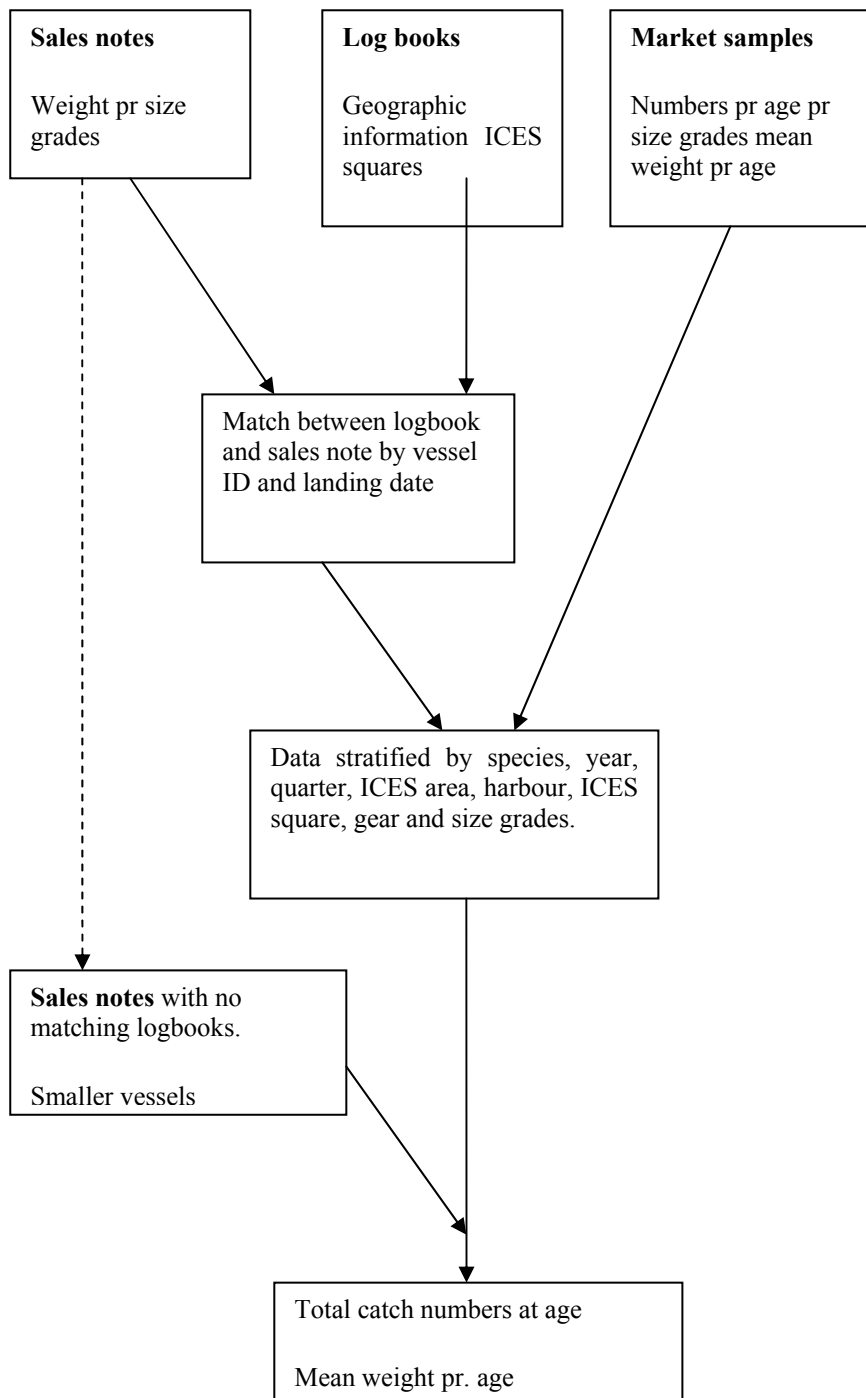 Sales notes
Weight pr size
grades
Log books
Geographic
information ICES
squares
Market samples
Numbers pr age pr
size grades mean
weight pr age
Match between logbook
and sales note by vessel
ID and landing date
Data stratified by species, year,
quarter, ICES area, harbour, ICES
square, gear and size grades.
Sales notes with no
matching logbooks.
Smaller vessels
Total catch numbers at age
Mean weight pr. age